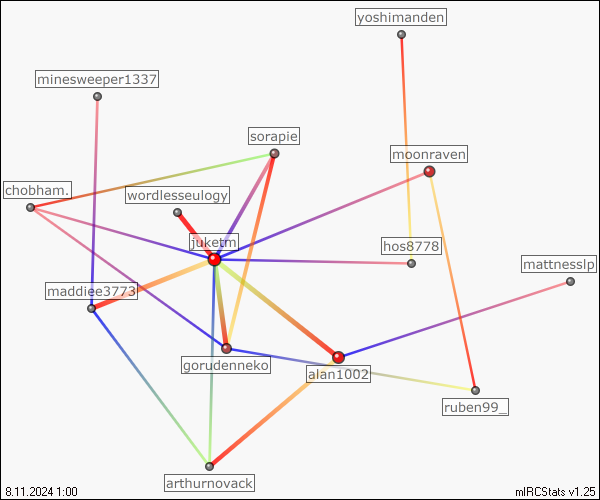 yoshimanden
minesweeper1337
sorapie
moonraven
chobham.
wordlesseulogy
juketm
hos8778
mattnesslp
maddiee3773
gorudenneko
alan1002
ruben99_
arthurnovack
8.11.2024 1:00
mIRCStats v1.25